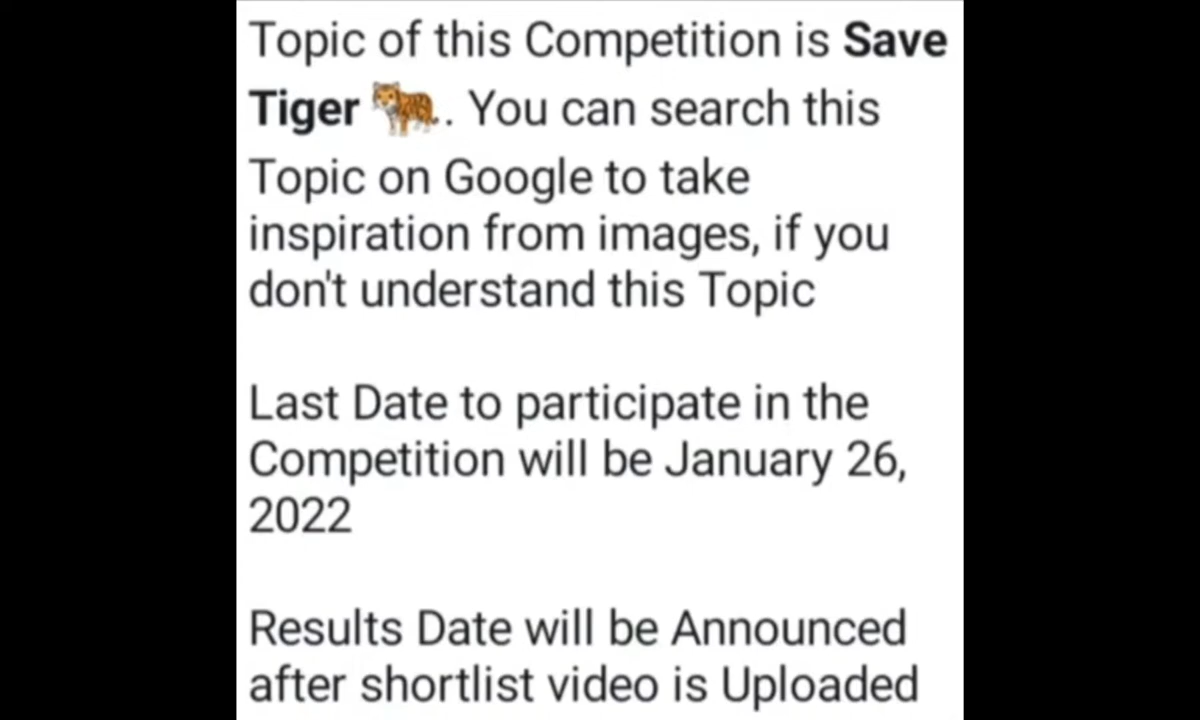 Topic of this Competition is Save
Tiger 🐅. You can search this
Topic on Google to take
inspiration from images, if you
don't understand this Topic
Last Date to participate in the
Competition will be January 26,
2022
Results Date will be Announced
after shortlist video is Uploaded